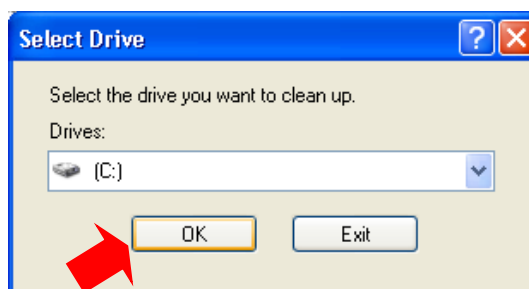 Select Drive
Select the drive you want to clean up.
Drives:
(C:)
OK Exit